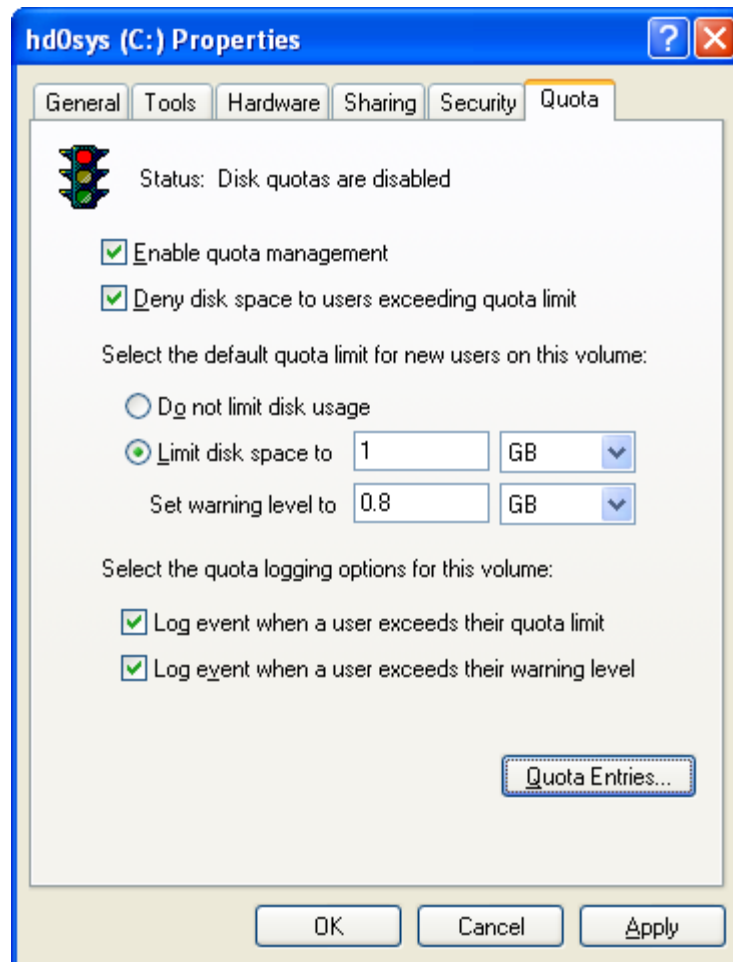 hd0sys (C:) Properties
General Tools Hardware Sharing Security Quota
Status: Disk quotas are disabled
Enable quota management
Deny disk space to users exceeding quota limit
Select the default quota limit for new users on this volume:
Do not limit disk usage
Limit disk space to 1 GB
Set warning level to 0.8 GB
Select the quota logging options for this volume:
Log event when a user exceeds their quota limit
Log event when a user exceeds their warning level
Quota Entries...
OK Cancel Apply